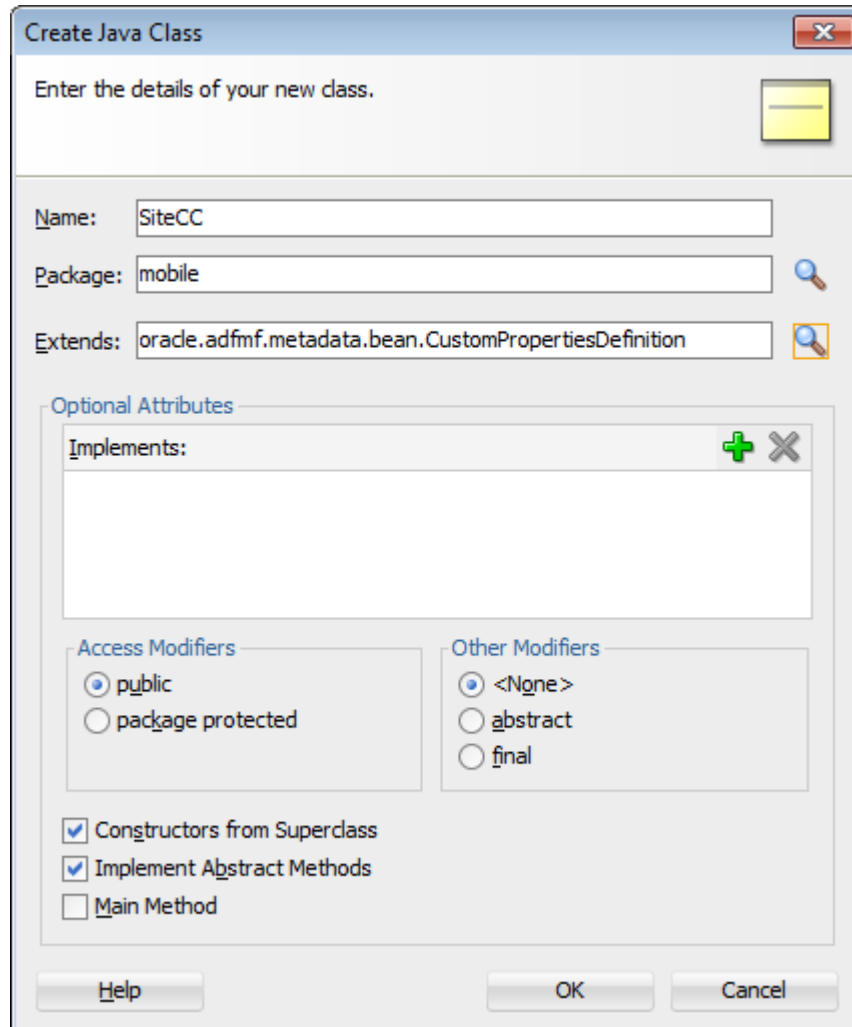 Create Java Class
Enter the details of your new class.
Name: SiteCC
Package: mobile
Extends: oracle.adfmf.metadata.bean.CustomPropertiesDefinition
Optional Attributes
Implements:
Access Modifiers
public
package protected
Other Modifiers
<None>
abstract
final
Constructors from Superclass
Implement Abstract Methods
Main Method
Help OK Cancel